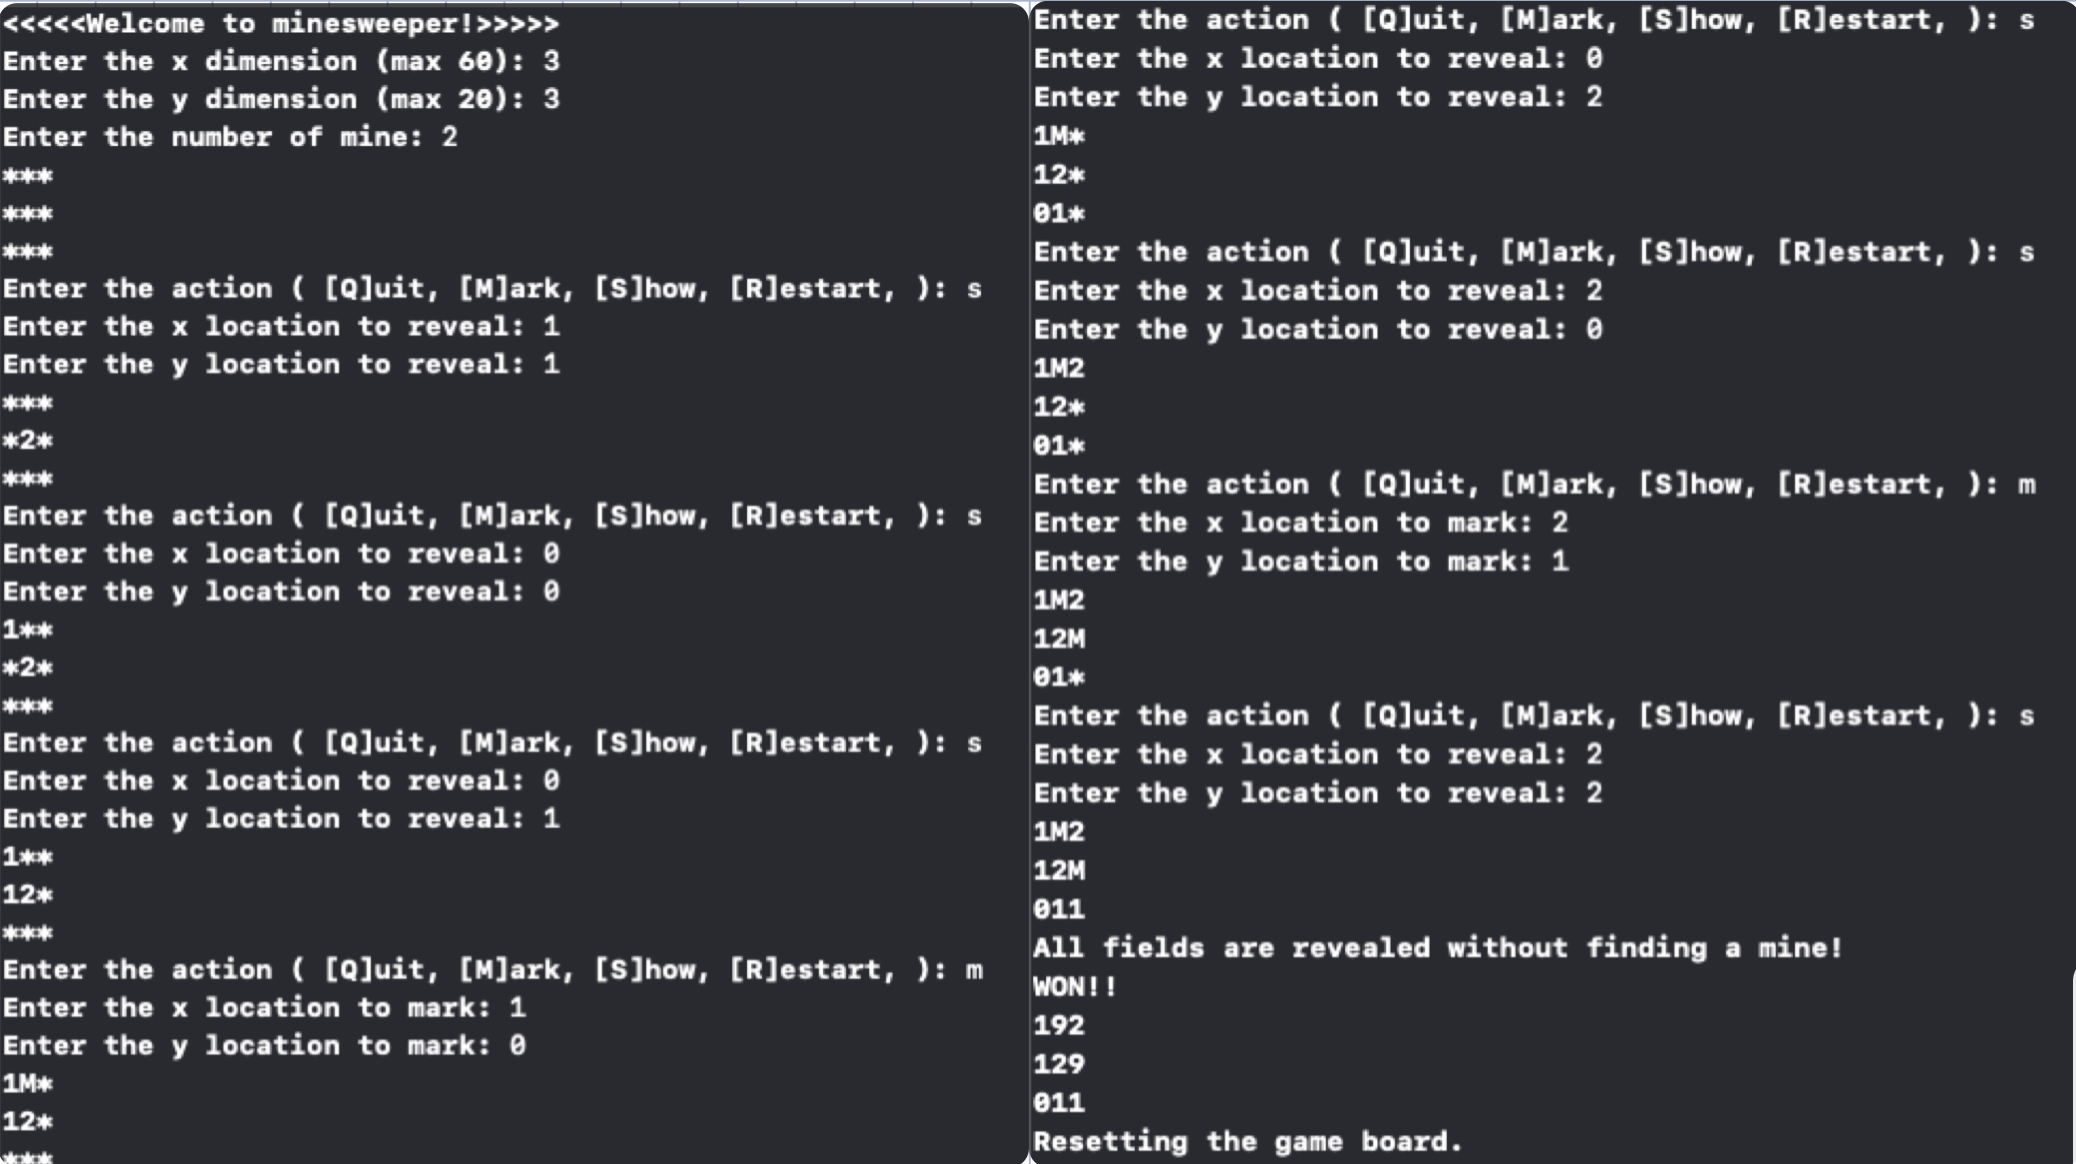 <<<<<Welcome to minesweeper!>>>>>
Enter the x dimension (max 60): 3
Enter the y dimension (max 20): 3
Enter the number of mine: 2
***
***
***
Enter the action ( [Q]uit, [M]ark, [S]how, [R]estart, ): s
Enter the x location to reveal: 1
Enter the y location to reveal: 1
***
*2*
***
Enter the action ( [Q]uit, [M]ark, [S]how, [R]estart, ): s
Enter the x location to reveal: 0
Enter the y location to reveal: 0
1**
*2*
***
Enter the action ( [Q]uit, [M]ark, [S]how, [R]estart, ): s
Enter the x location to reveal: 0
Enter the y location to reveal: 1
1**
12*
***
Enter the action ( [Q]uit, [M]ark, [S]how, [R]estart, ): m
Enter the x location to mark: 1
Enter the y location to mark: 0
1M*
12*
***
Enter the action ( [Q]uit, [M]ark, [S]how, [R]estart, ): s
Enter the x location to reveal: 0
Enter the y location to reveal: 2
1M*
12*
01*
Enter the action ( [Q]uit, [M]ark, [S]how, [R]estart, ): s
Enter the x location to reveal: 2
Enter the y location to reveal: 0
1M2
12*
01*
Enter the action ( [Q]uit, [M]ark, [S]how, [R]estart, ): m
Enter the x location to mark: 2
Enter the y location to mark: 1
1M2
12M
01*
Enter the action ( [Q]uit, [M]ark, [S]how, [R]estart, ): s
Enter the x location to reveal: 2
Enter the y location to reveal: 2
1M2
12M
011
All fields are revealed without finding a mine!
WON!!
192
129
011
Resetting the game board.